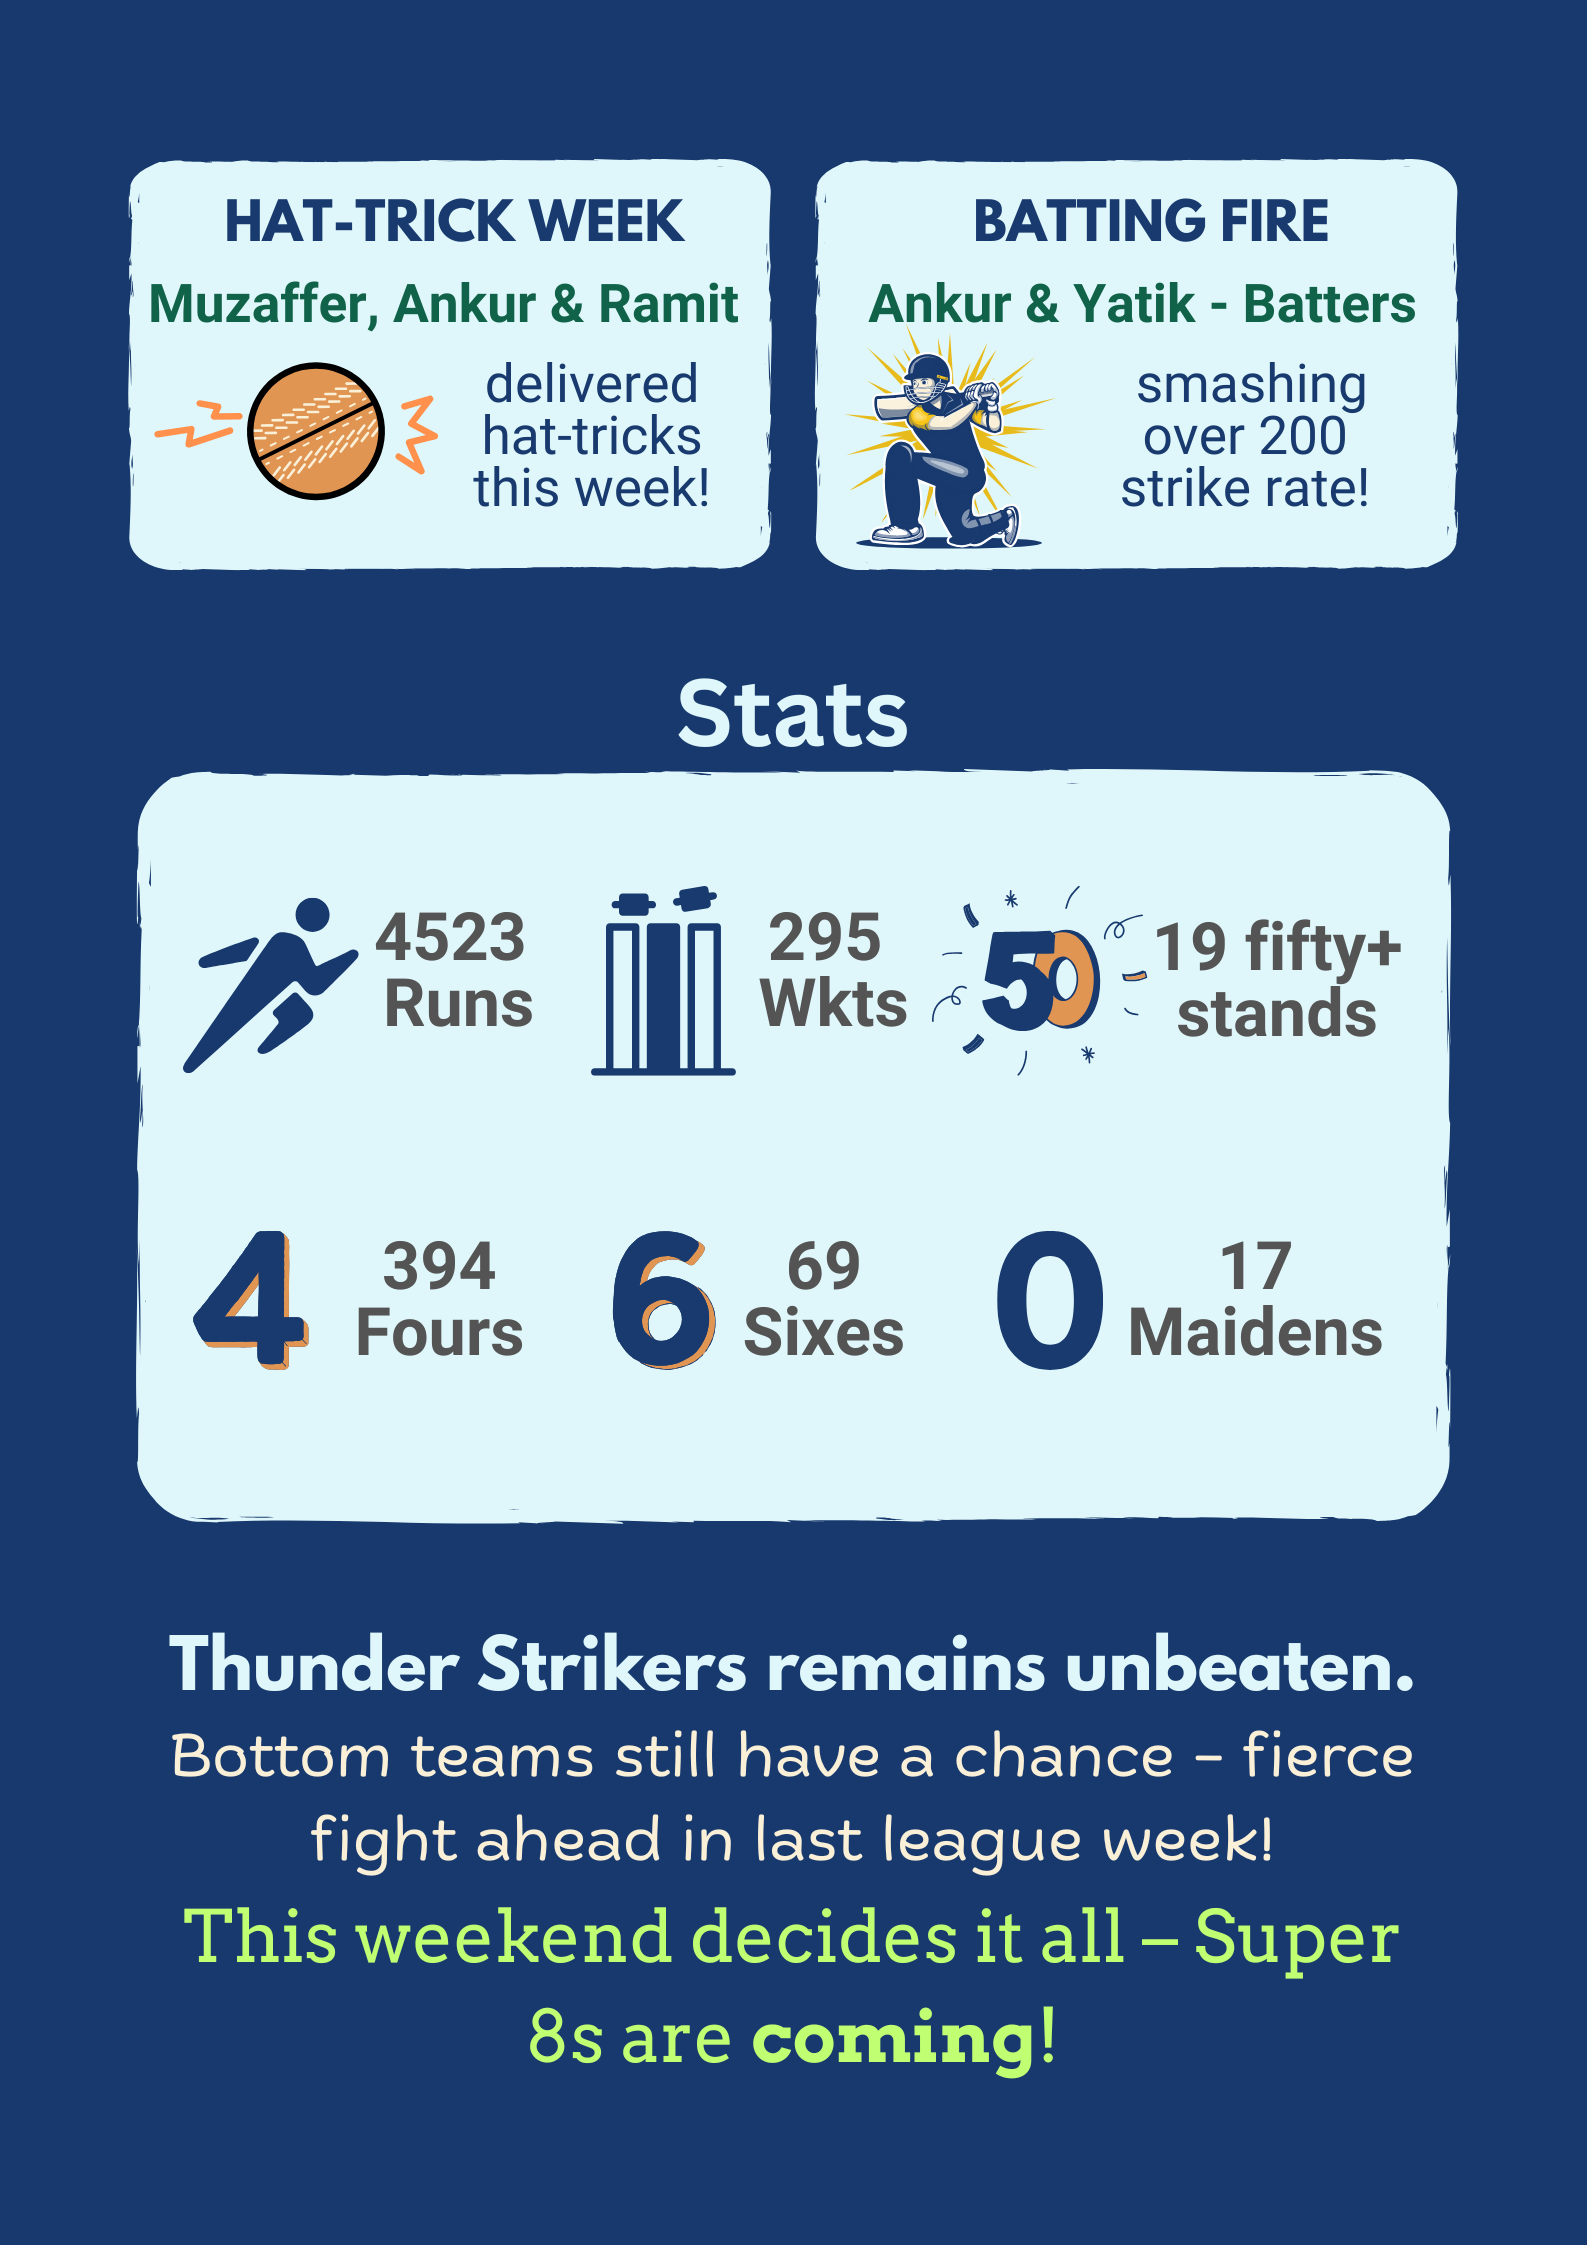 HAT-TRICK WEEK
Muzaffer, Ankur & Ramit
delivered
hat-tricks
this week!
BATTING FIRE
Ankur & Yatik - Batters
smashing
over 200
strike rate!
Stats
4523
Runs
295
Wkts
50
19 fifty+
stands
4
394
Fours
6
69
Sixes
0
17
Maidens
Thunder Strikers remains unbeaten.
Bottom teams still have a chance – fierce
fight ahead in last league week!
This weekend decides it all – Super
8s are coming!